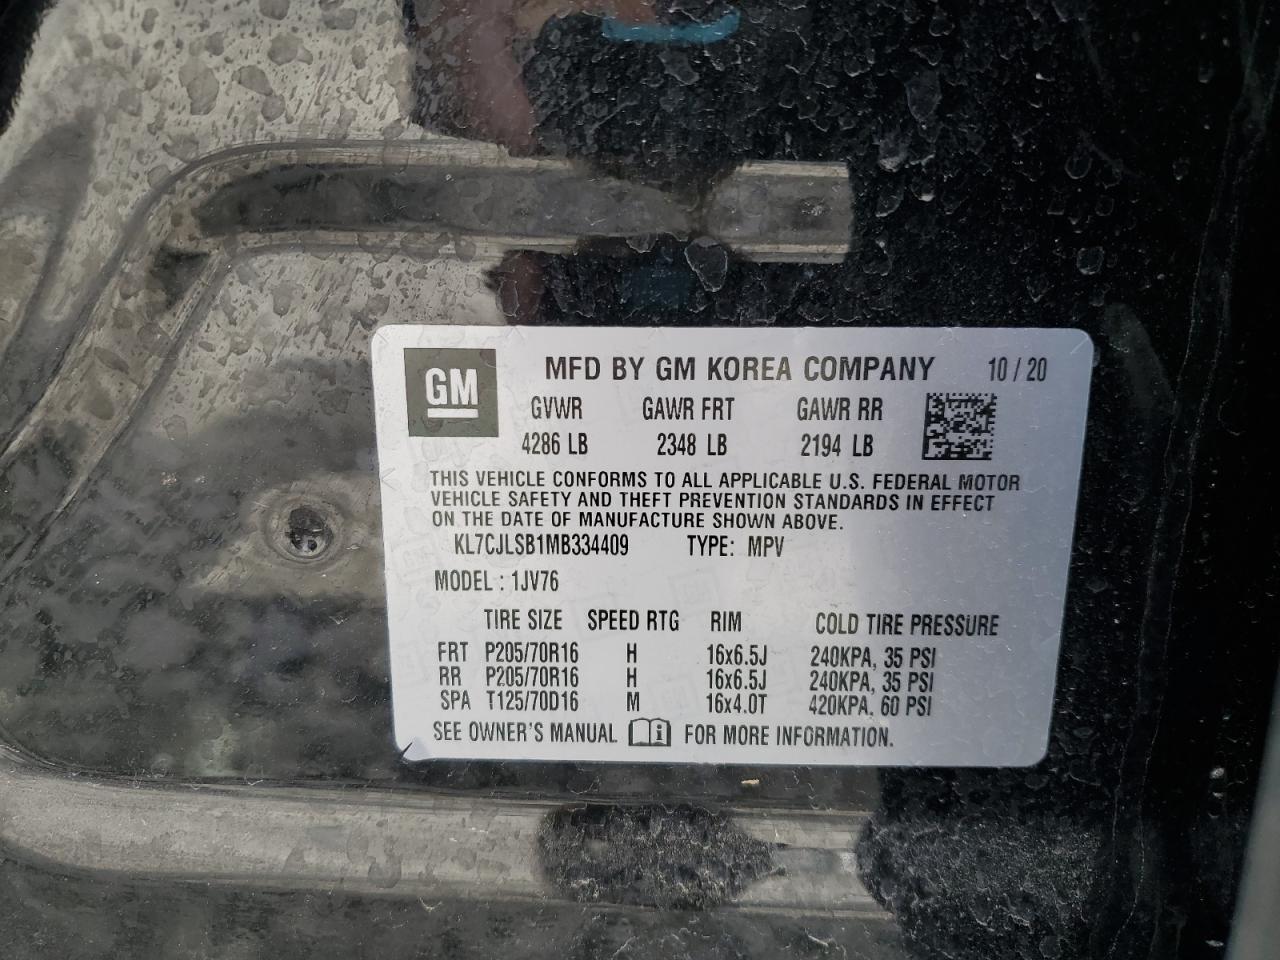 GM MFD BY GM KOREA COMPANY 10 / 20
GVWR GAWR FRT GAWR RR
4286 LB 2348 LB 2194 LB
THIS VEHICLE CONFORMS TO ALL APPLICABLE U.S. FEDERAL MOTOR
VEHICLE SAFETY AND THEFT PREVENTION STANDARDS IN EFFECT
ON THE DATE OF MANUFACTURE SHOWN ABOVE.
KL7CJLSB1MB334409 TYPE: MPV
MODEL : 1JV76
TIRE SIZE SPEED RTG RIM COLD TIRE PRESSURE
FRT P205/70R16 H 16x6.5J 240KPA, 35 PSI
RR P205/70R16 H 16x6.5J 240KPA, 35 PSI
SPA T125/70D16 M 16x4.0T 420KPA. 60 PSI
SEE OWNER'S MANUAL i FOR MORE INFORMATION.